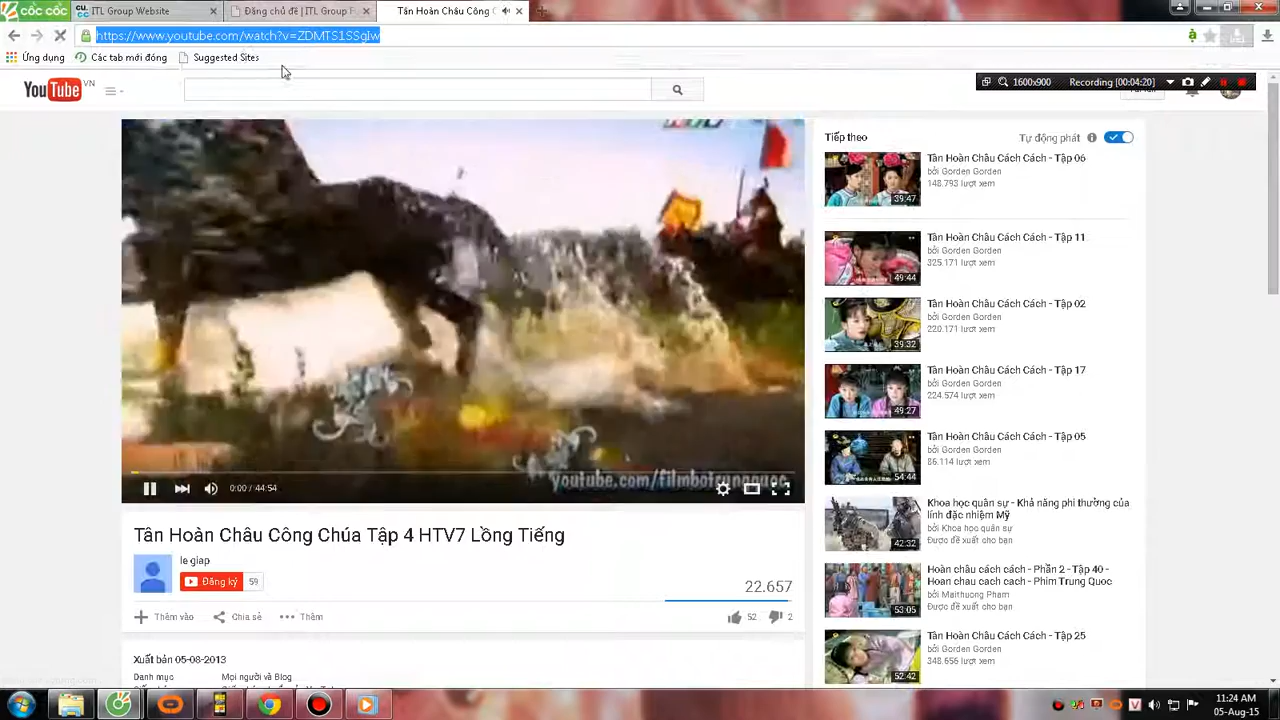 cốc cốc
CU.CC ITL Group Website
Đăng chủ đề | ITL Group F
Tân Hoàn Châu Cô
https://www.youtube.com/watch?v=ZDMTS1SSglw
Ứng dụng
Các tab mới đóng
Suggested Sites
YouTube VN
1600x900
Recording [00:04:20]
youtube.com/filmbotrungquoc
0:00 / 44:54
Tân Hoàn Châu Công Chúa Tập 4 HTV7 Lồng Tiếng
le giap
Đăng ký 59
22.657
Thêm vào
Chia sẻ
Thêm
52
2
Xuất bản 05-08-2013
Danh mục
Mọi người và Blog
Tiếp theo
Tự động phát
Tân Hoàn Châu Cách Cách - Tập 06
bởi Gorden Gorden
148.793 lượt xem
39:47
Tân Hoàn Châu Cách Cách - Tập 11
bởi Gorden Gorden
325.171 lượt xem
49:44
Tân Hoàn Châu Cách Cách - Tập 02
bởi Gorden Gorden
220.171 lượt xem
39:32
Tân Hoàn Châu Cách Cách - Tập 17
bởi Gorden Gorden
224.574 lượt xem
49:27
Tân Hoàn Châu Cách Cách - Tập 05
bởi Gorden Gorden
86.114 lượt xem
54:44
Khoa học quân sự - Khả năng phi thường của
lính đặc nhiệm Mỹ
bởi Khoa học quân sự
Được đề xuất cho bạn
42:32
Hoàn châu cách cách - Phần 2 - Tập 40 -
Hoan chau cach cach - Phim Trung Quoc
bởi Maithuong Pham
Được đề xuất cho bạn
53:05
Tân Hoàn Châu Cách Cách - Tập 25
bởi Gorden Gorden
348.656 lượt xem
52:42
V
11:24 AM
05-Aug-15